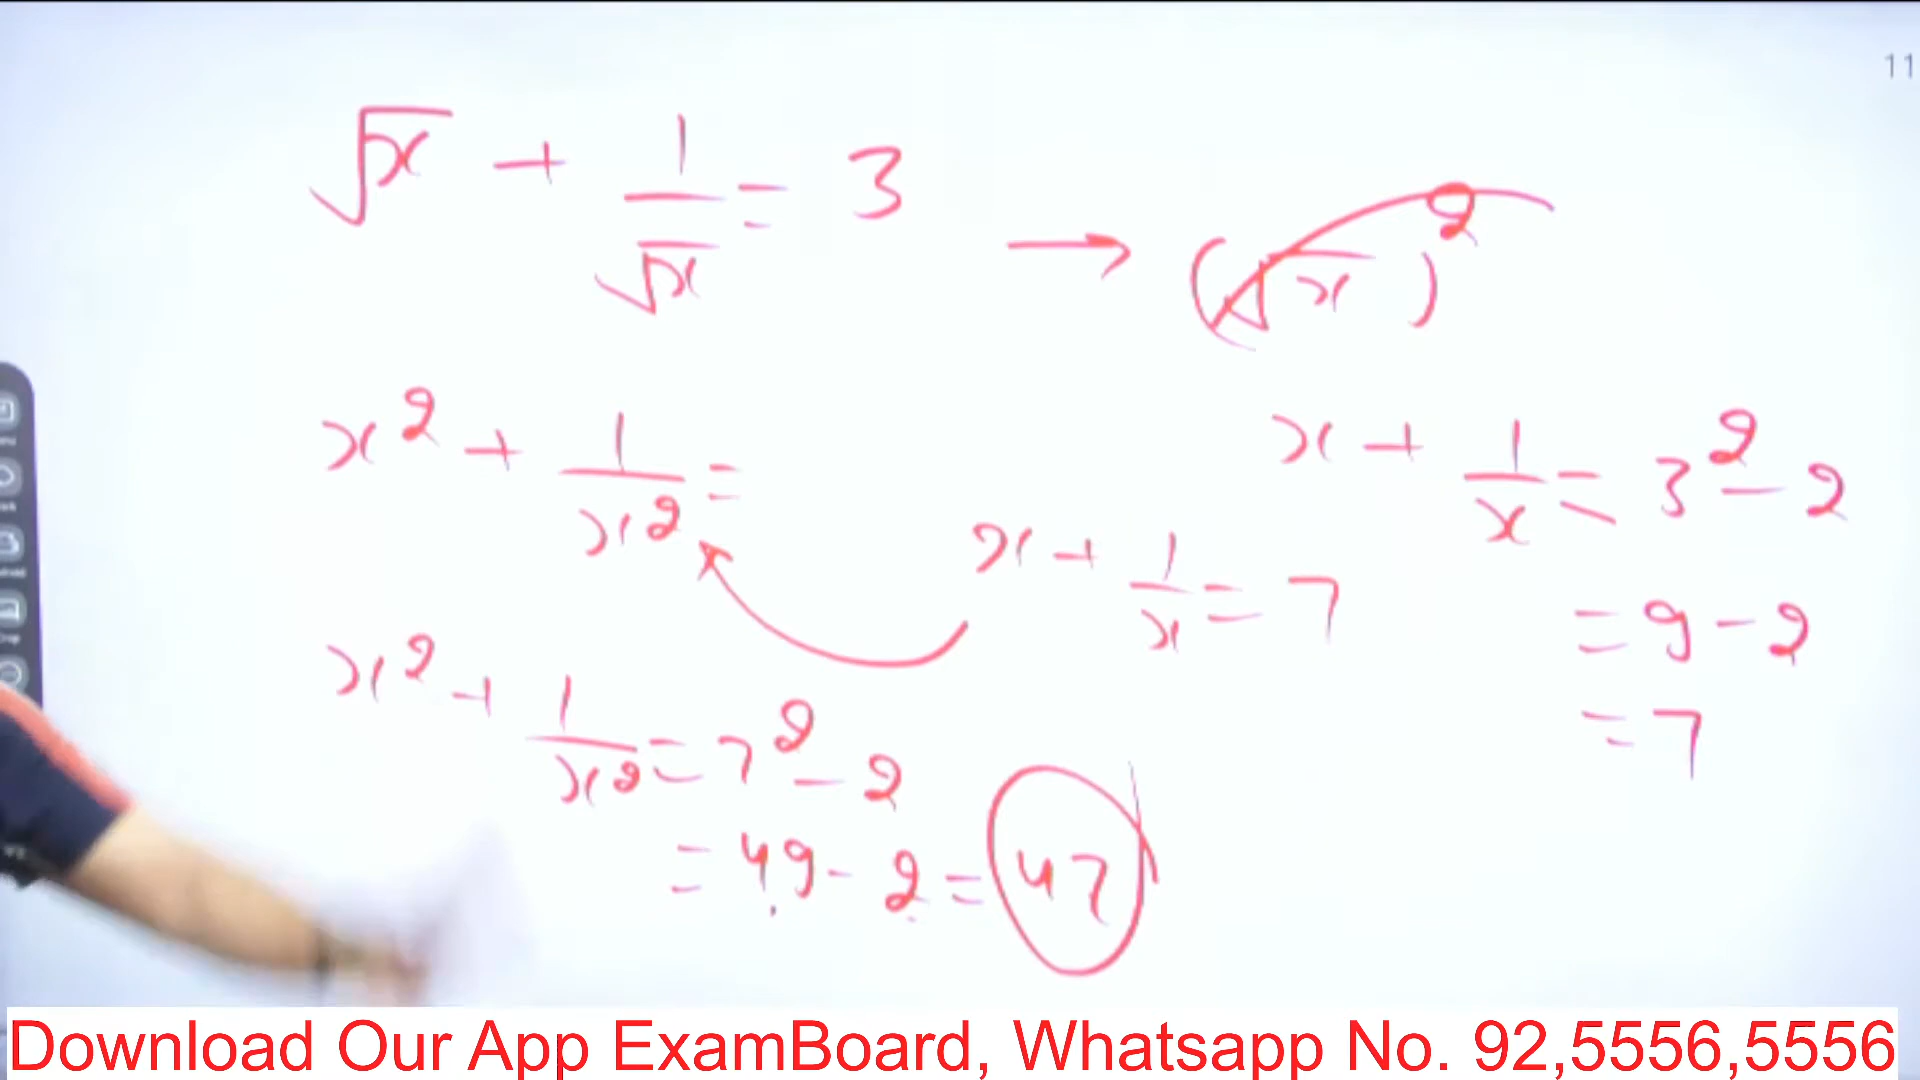 11
√x + 1/√x = 3
→ (√x)²
x² + 1/x² =
x + 1/x = 3² - 2
x + 1/x = 7
= 9 - 2
= 7
x² + 1/x² = 7² - 2
= 49 - 2 = 47
Download Our App ExamBoard, Whatsapp No. 92,5556,5556